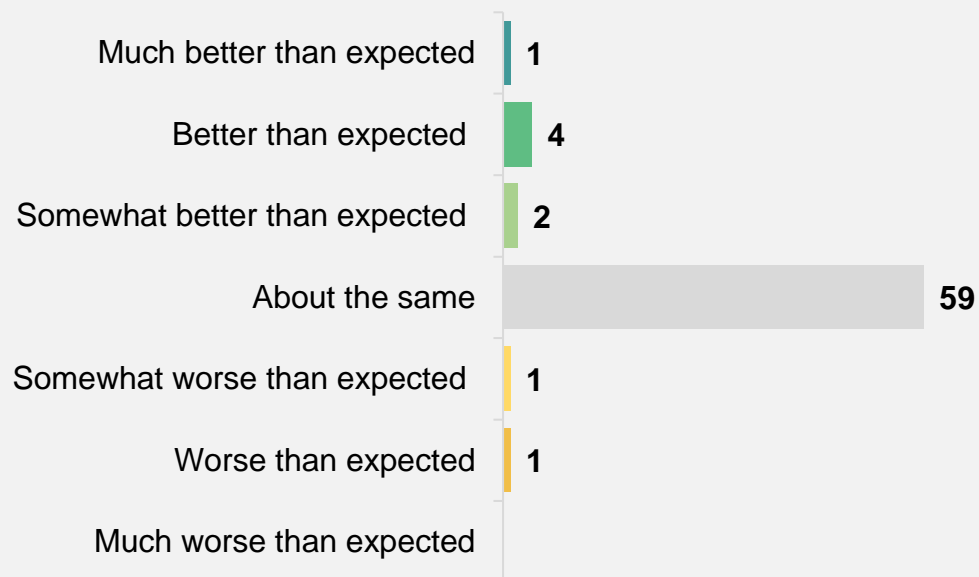 Much better than expected 1
Better than expected 4
Somewhat better than expected 2
About the same 59
Somewhat worse than expected 1
Worse than expected 1
Much worse than expected